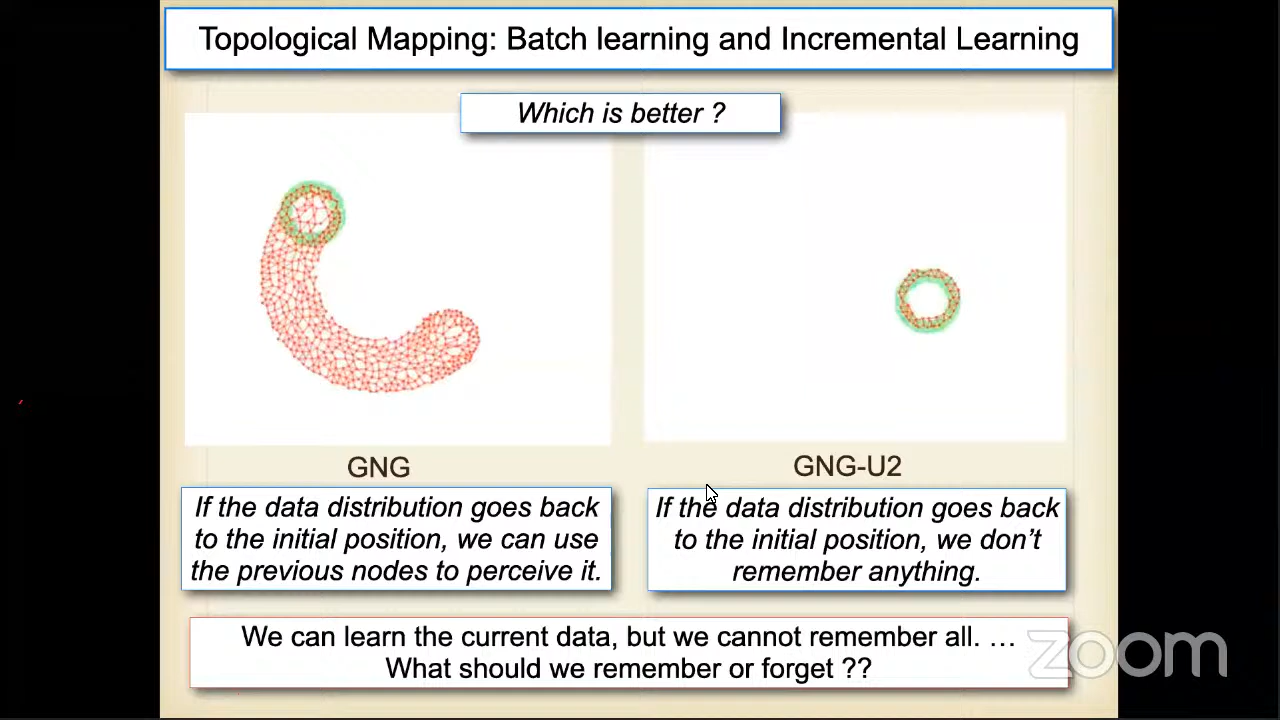 Topological Mapping: Batch learning and Incremental Learning
Which is better ?
GNG
If the data distribution goes back
to the initial position, we can use
the previous nodes to perceive it.
GNG-U2
If the data distribution goes back
to the initial position, we don’t
remember anything.
We can learn the current data, but we cannot remember all. …
What should we remember or forget ??
zoom